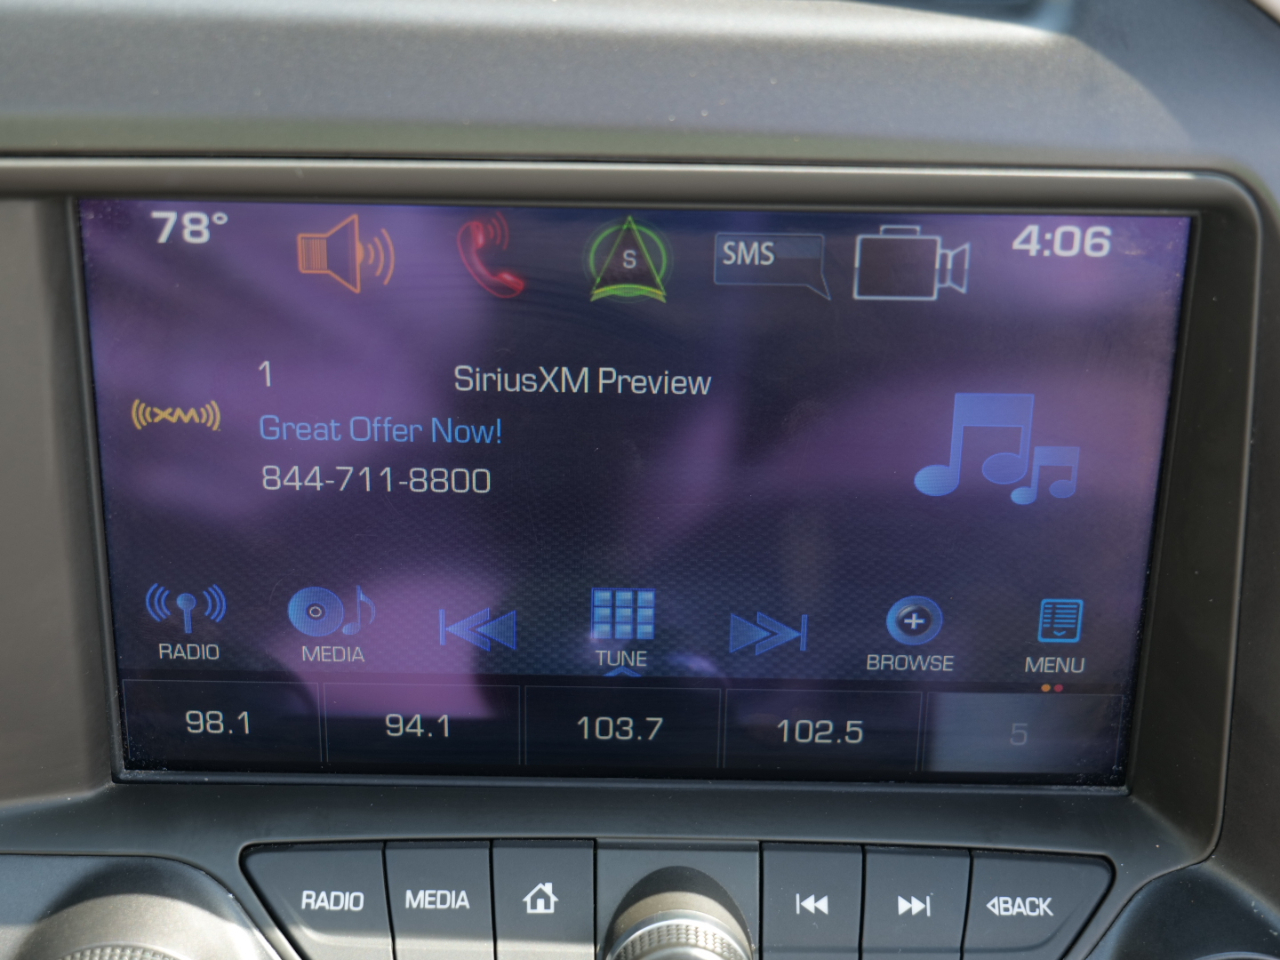 78°
S
SMS
4:06
1
SiriusXM Preview
XM
Great Offer Now!
844-711-8800
RADIO
MEDIA
TUNE
BROWSE
MENU
98.1
94.1
103.7
102.5
5
RADIO
MEDIA
BACK